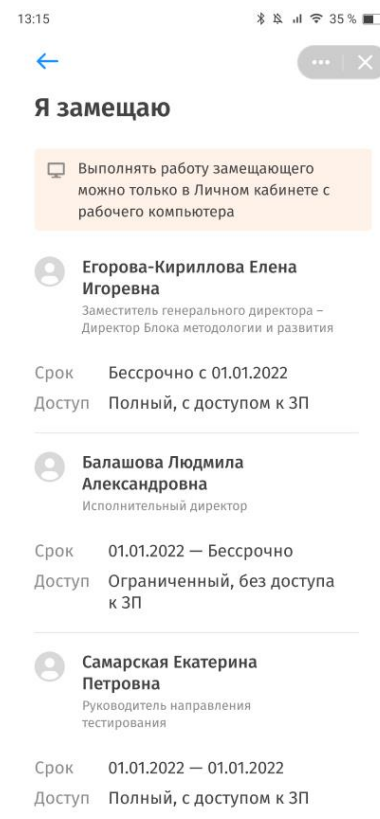 13:15
35 %
Я замещаю
Выполнять работу замещающего
можно только в Личном кабинете с
рабочего компьютера
Егорова-Кириллова Елена
Игоревна
Заместитель генерального директора –
Директор Блока методологии и развития
Срок Бессрочно с 01.01.2022
Доступ Полный, с доступом к ЗП
Балашова Людмила
Александровна
Исполнительный директор
Срок 01.01.2022 — Бессрочно
Доступ Ограниченный, без доступа
к ЗП
Самарская Екатерина
Петровна
Руководитель направления
тестирования
Срок 01.01.2022 — 01.01.2022
Доступ Полный, с доступом к ЗП